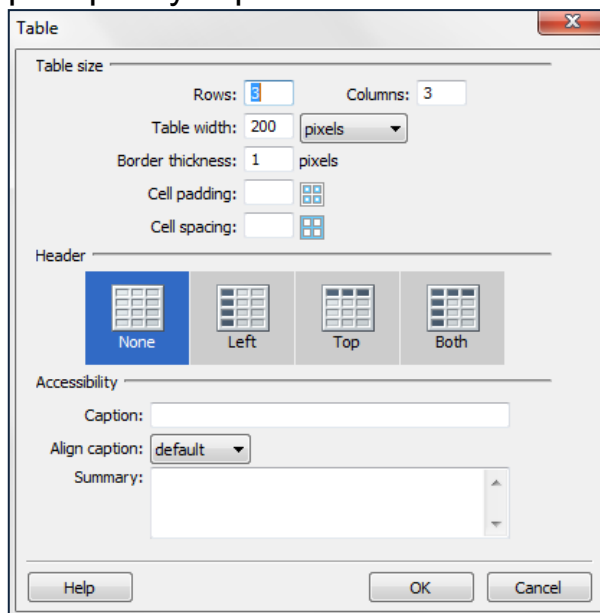 Table
Table size
Rows: 3 Columns: 3
Table width: 200 pixels
Border thickness: 1 pixels
Cell padding:
Cell spacing:
Header
None Left Top Both
Accessibility
Caption:
Align caption: default
Summary:
Help OK Cancel